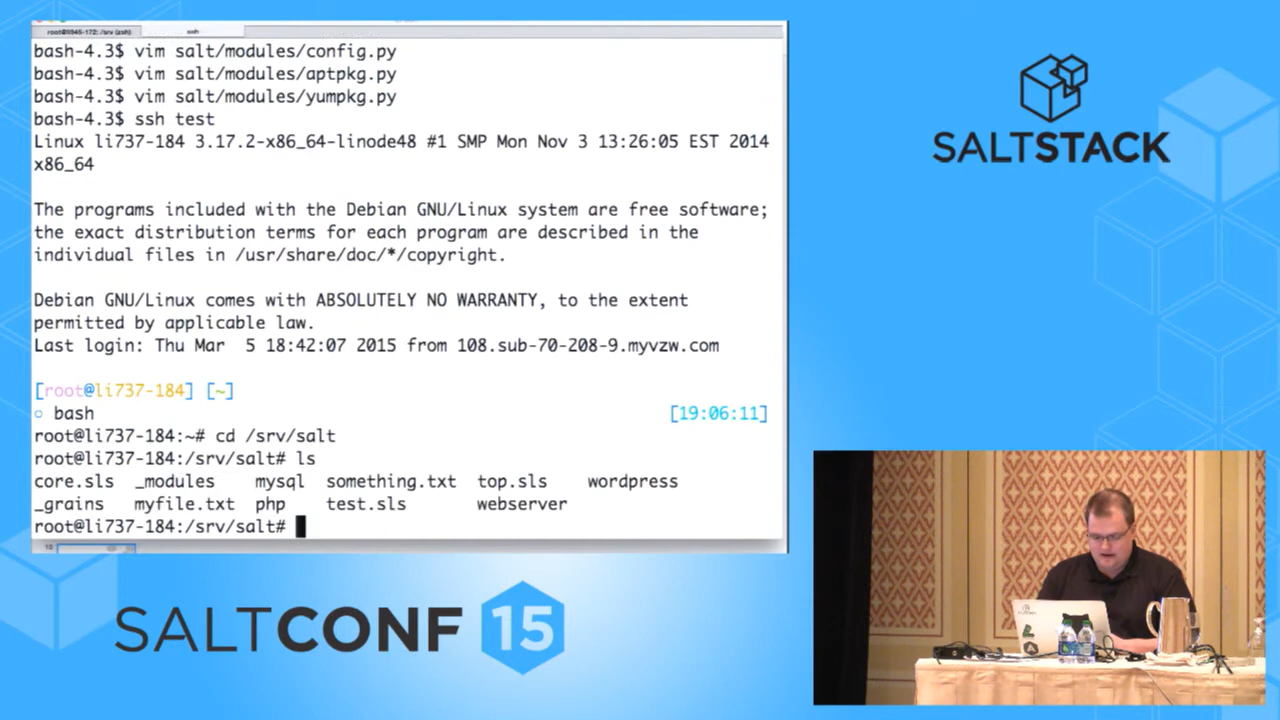 root@li945-172: /srv (zsh)
ssh
bash-4.3$ vim salt/modules/config.py
bash-4.3$ vim salt/modules/aptpkg.py
bash-4.3$ vim salt/modules/yumpkg.py
bash-4.3$ ssh test
Linux li737-184 3.17.2-x86_64-linode48 #1 SMP Mon Nov 3 13:26:05 EST 2014
x86_64
The programs included with the Debian GNU/Linux system are free software;
the exact distribution terms for each program are described in the
individual files in /usr/share/doc/*/copyright.
Debian GNU/Linux comes with ABSOLUTELY NO WARRANTY, to the extent
permitted by applicable law.
Last login: Thu Mar  5 18:42:07 2015 from 108.sub-70-208-9.myvzw.com
[root@li737-184] [~]
○ bash [19:06:11]
root@li737-184:~# cd /srv/salt
root@li737-184:/srv/salt# ls
core.sls _modules mysql something.txt top.sls wordpress
_grains myfile.txt php test.sls webserver
root@li737-184:/srv/salt#
10
SALTSTACK
SALTCONF 15